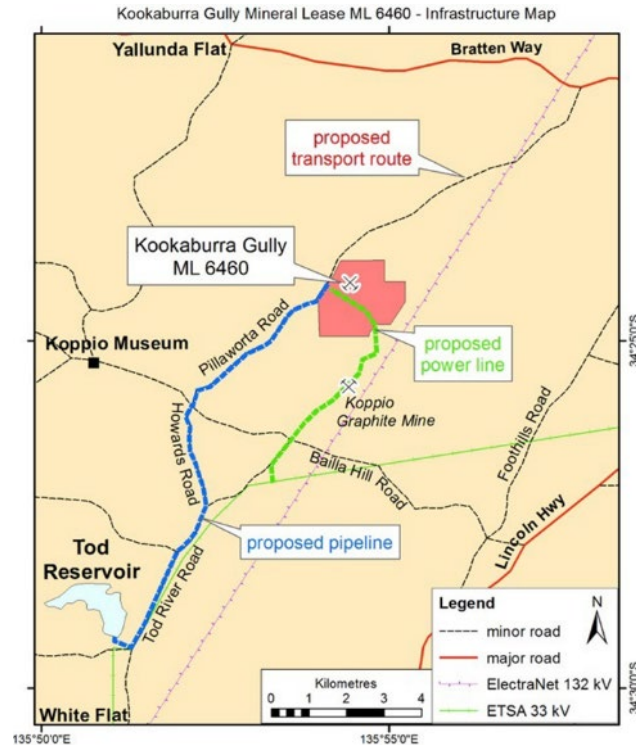 Kookaburra Gully Mineral Lease ML 6460 - Infrastructure Map
Yallunda Flat
Bratten Way
proposed
transport route
Kookaburra Gully
ML 6460
Pillaworta Road
Koppio Museum
34°25'0"S
proposed
power line
Koppio
Graphite Mine
Howards Road
Bailla Hill Road
Foothills Road
Lincoln Hwy
proposed pipeline
Tod
Reservoir
Tod River Road
White Flat
Legend
N
minor road
major road
ElectraNet 132 kV
ETSA 33 kV
Kilometres
0 1 2 3 4
34°30'0"S
135°50'0"E
135°55'0"E